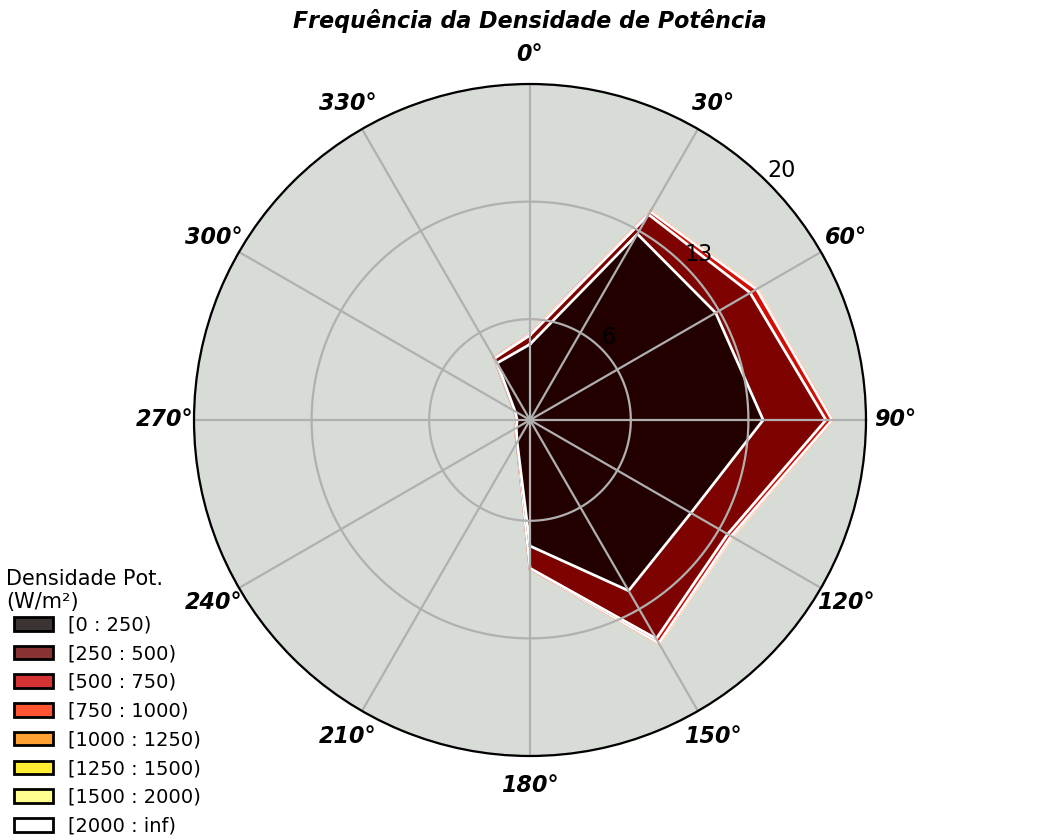 Frequência da Densidade de Potência
0°
330°
30°
20
300°
60°
13
6
270°
90°
240°
120°
210°
150°
180°
Densidade Pot.
(W/m²)
[0 : 250)
[250 : 500)
[500 : 750)
[750 : 1000)
[1000 : 1250)
[1250 : 1500)
[1500 : 2000)
[2000 : inf)